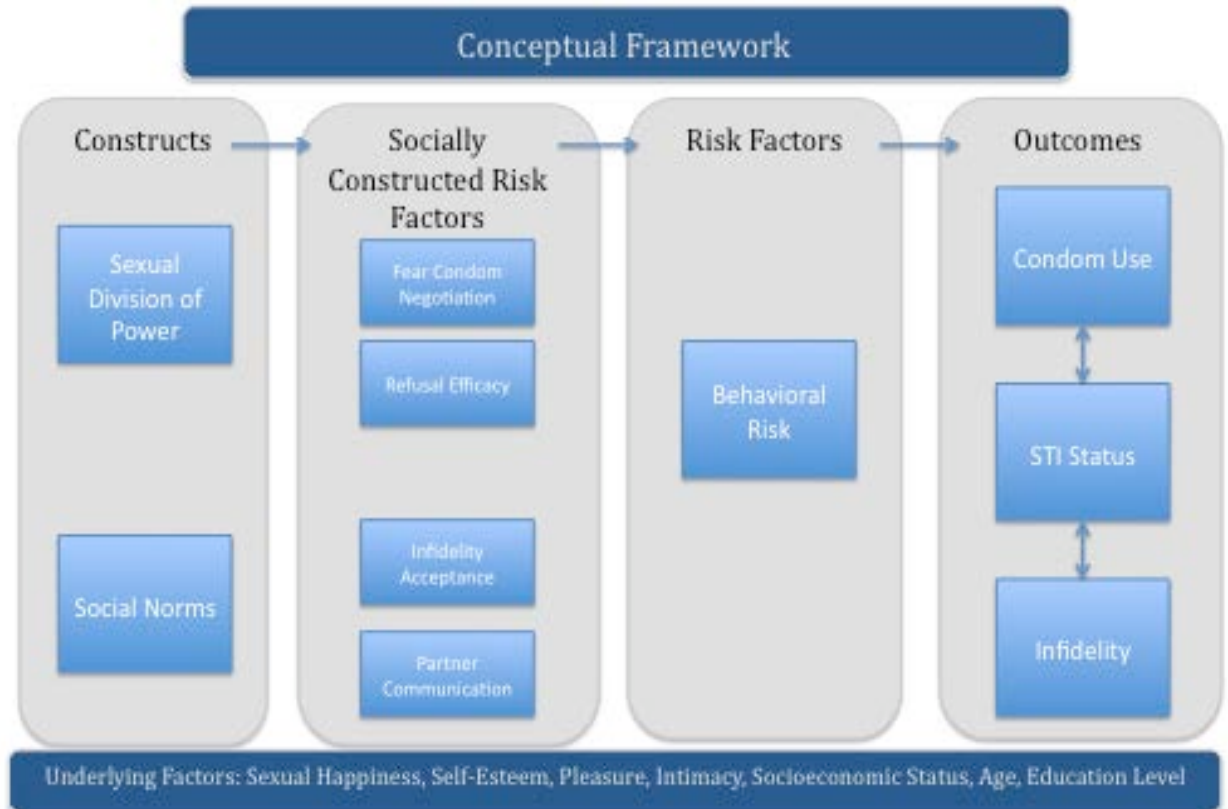 Conceptual Framework
Constructs
Socially
Constructed Risk
Factors
Risk Factors
Outcomes
Sexual
Division of
Power
Social Norms
Fear Condom
Negotiation
Refusal Efficacy
Infidelity
Acceptance
Partner
Communication
Behavioral
Risk
Condom Use
STI Status
Infidelity
Underlying Factors: Sexual Happiness, Self-Esteem, Pleasure, Intimacy, Socioeconomic Status, Age, Education Level